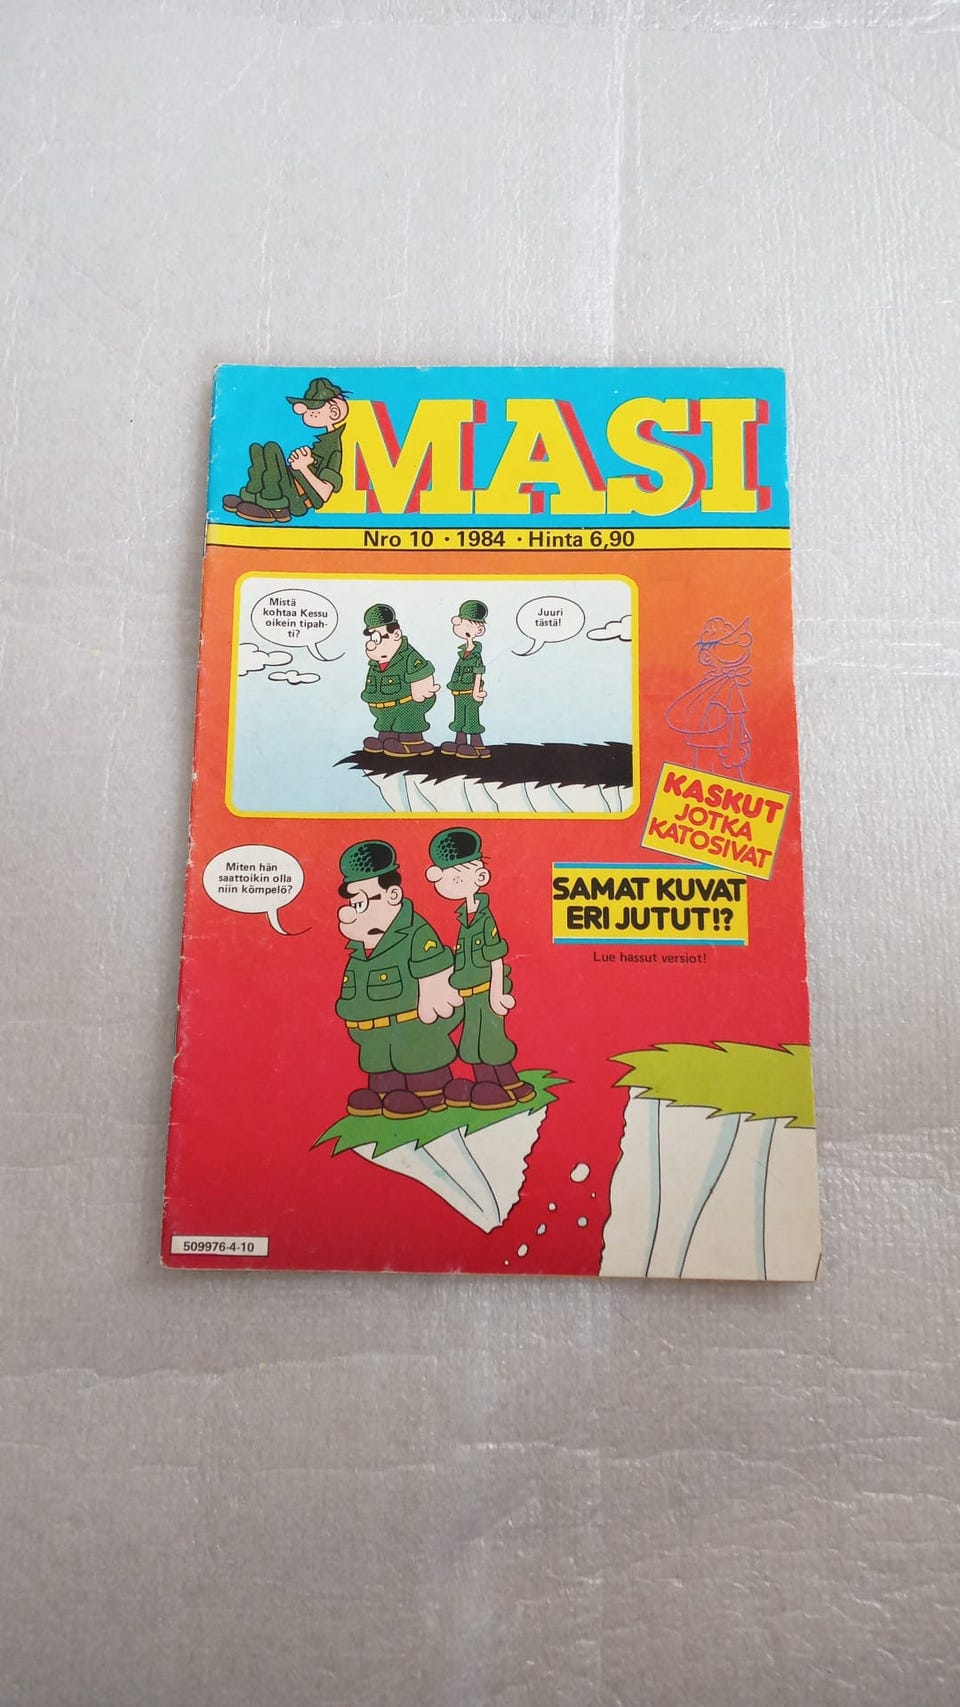 MASI
Nro 10 • 1984 • Hinta 6,90
Mistä
kohtaa Kessu
oikein tipah-
ti?
Juuri
tästä!
KASKUT
JOTKA
KATOSIVAT
Miten hän
saattoikin olla
niin kömpelö?
SAMAT KUVAT
ERI JUTUT!?
Lue hassut versiot!
509976-4-10